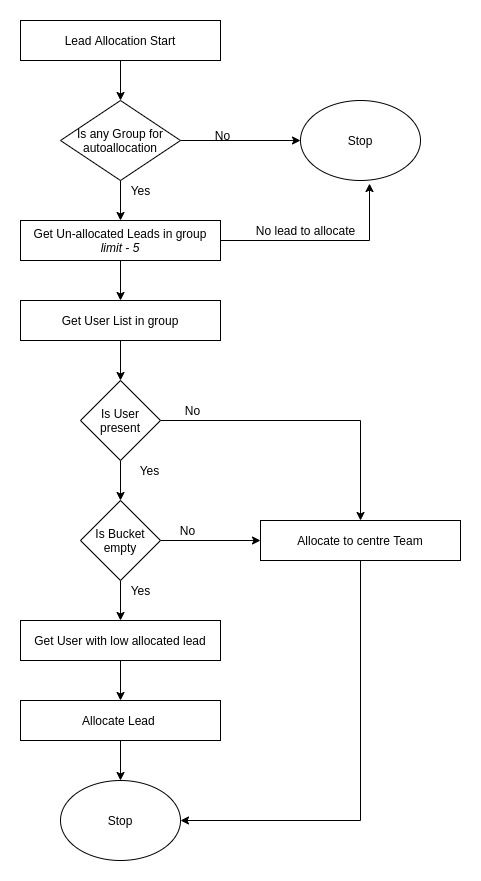 Lead Allocation Start
Is any Group for
autoallocation
No
Stop
Yes
Get Un-allocated Leads in group
limit - 5
No lead to allocate
Get User List in group
Is User
present
No
Yes
Is Bucket
empty
No
Allocate to centre Team
Yes
Get User with low allocated lead
Allocate Lead
Stop